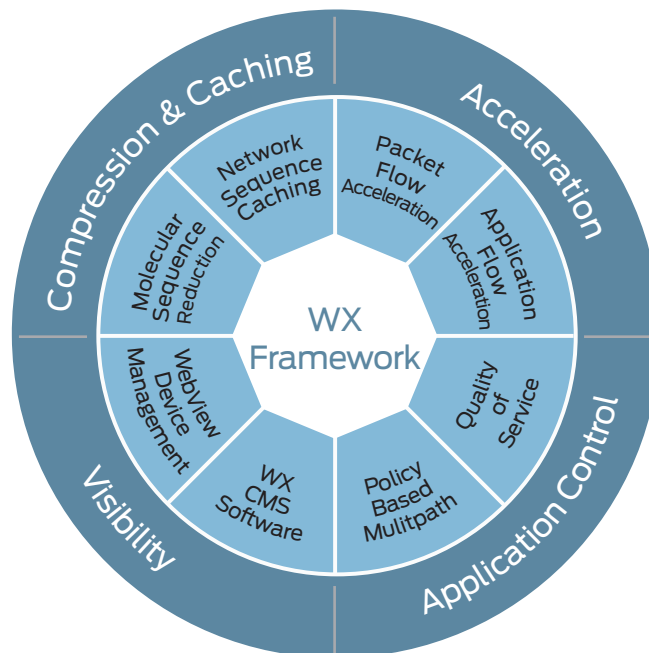 Compression & Caching
Acceleration
Network
Sequence
Caching
Packet
Flow
Acceleration
Molecular
Sequence
Reduction
Application
Flow
Acceleration
WX
Framework
WebView
Device
Management
Quality
of
Service
WX
CMS
Software
Policy
Based
Mulitpath
Visibility
Application Control